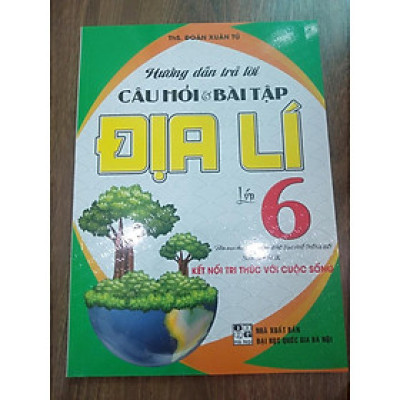 ThS. ĐOÀN XUÂN TÚ
Hướng dẫn trả lời
CÂU HỎI & BÀI TẬP
ĐỊA LÍ
Lớp 6
KẾT NỐI TRI THỨC VỚI CUỘC SỐNG
NHÀ XUẤT BẢN
ĐẠI HỌC QUỐC GIA HÀ NỘI